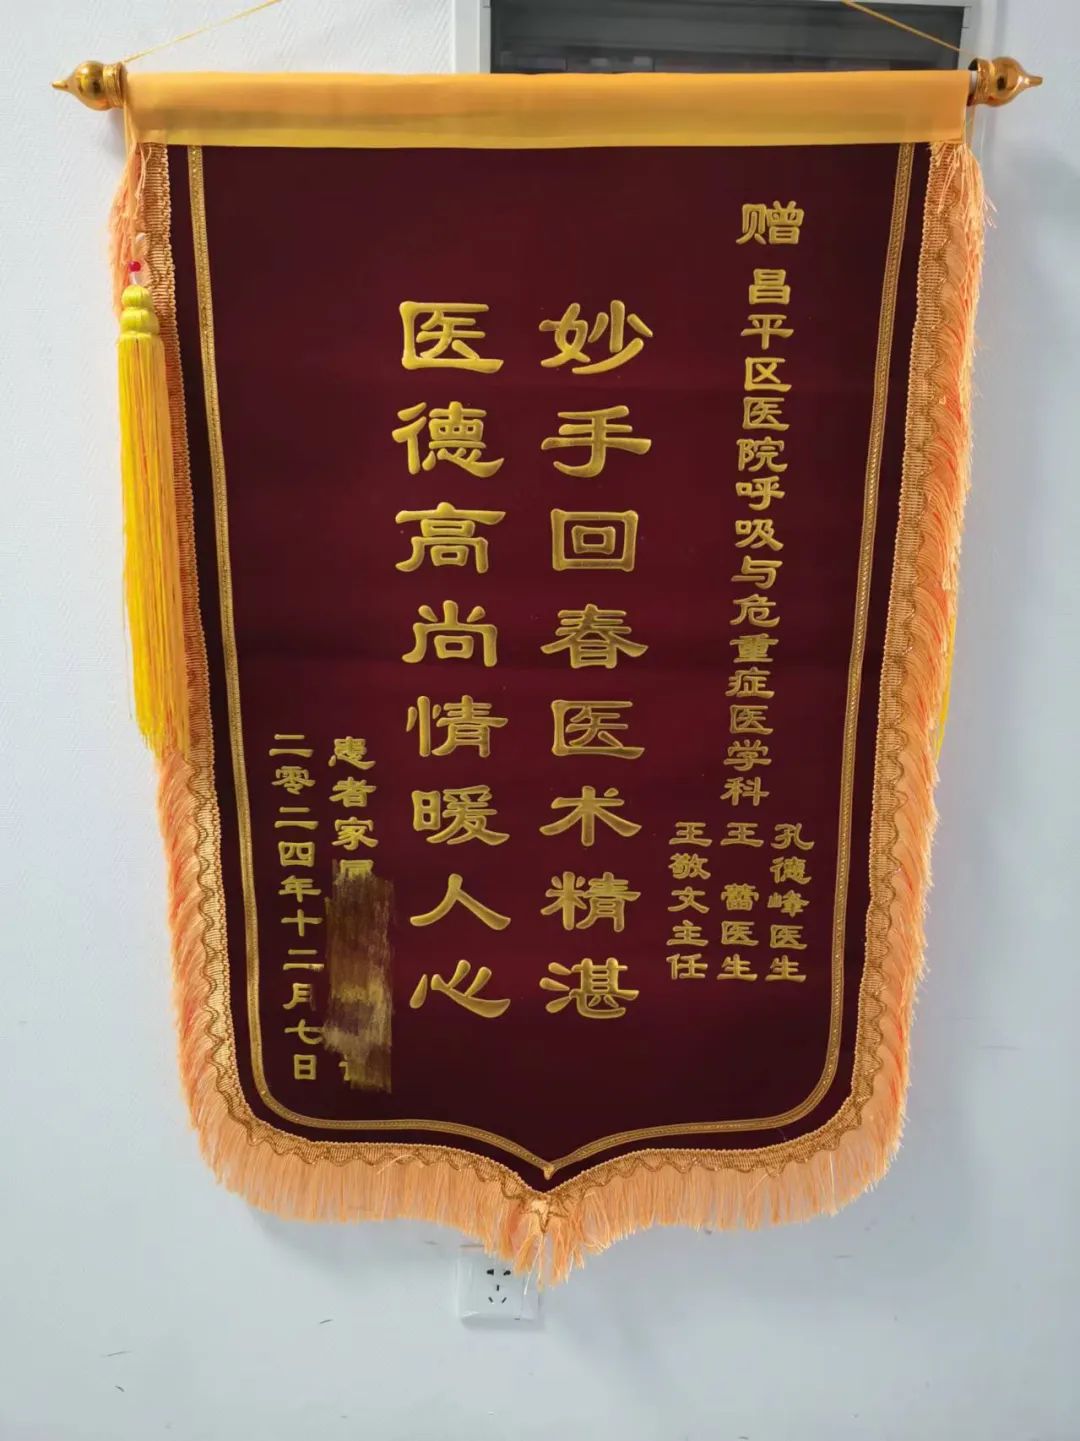 赠 昌平区医院呼吸与危重症医学科
孔德峰医生
王 蕾医生
王敬文主任
妙手回春医术精湛
医德高尚情暖人心
患者家属
二零二四年十二月七日